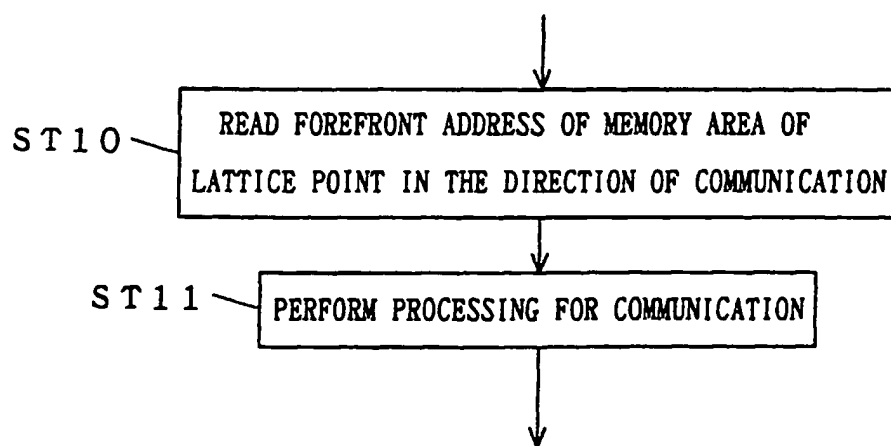 READ FOREFRONT ADDRESS OF MEMORY AREA OF
ST10
LATTICE POINT IN THE DIRECTION OF COMMUNICATION
ST11
PERFORM PROCESSING FOR COMMUNICATION